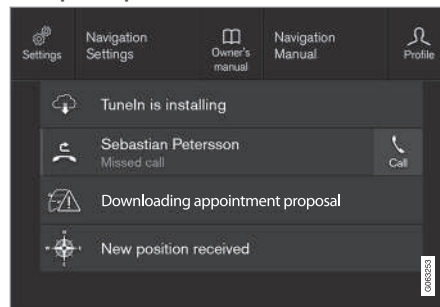 Settings
Navigation
Settings
Owner's
manual
Navigation
Manual
Profile
TuneIn is installing
Sebastian Petersson
Missed call
Call
Downloading appointment proposal
New position received
G063253